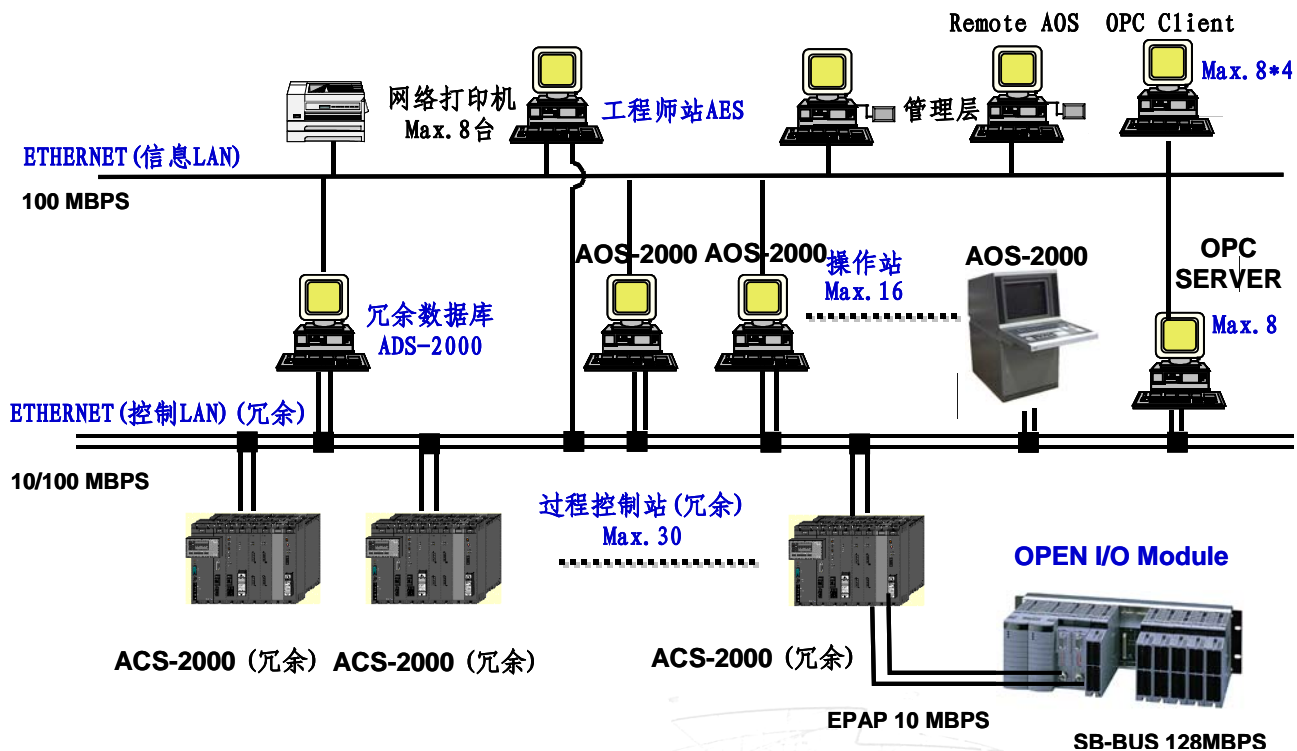 Remote AOS OPC Client
Max.8*4
网络打印机
Max.8台
工程师站AES
管理层
ETHERNET(信息LAN)
100 MBPS
AOS-2000
AOS-2000
操作站
Max.16
AOS-2000
OPC
SERVER
Max.8
冗余数据库
ADS-2000
ETHERNET(控制LAN)(冗余)
10/100 MBPS
过程控制站(冗余)
Max.30
OPEN I/O Module
ACS-2000 (冗余)
ACS-2000 (冗余)
ACS-2000 (冗余)
EPAP 10 MBPS
SB-BUS 128MBPS